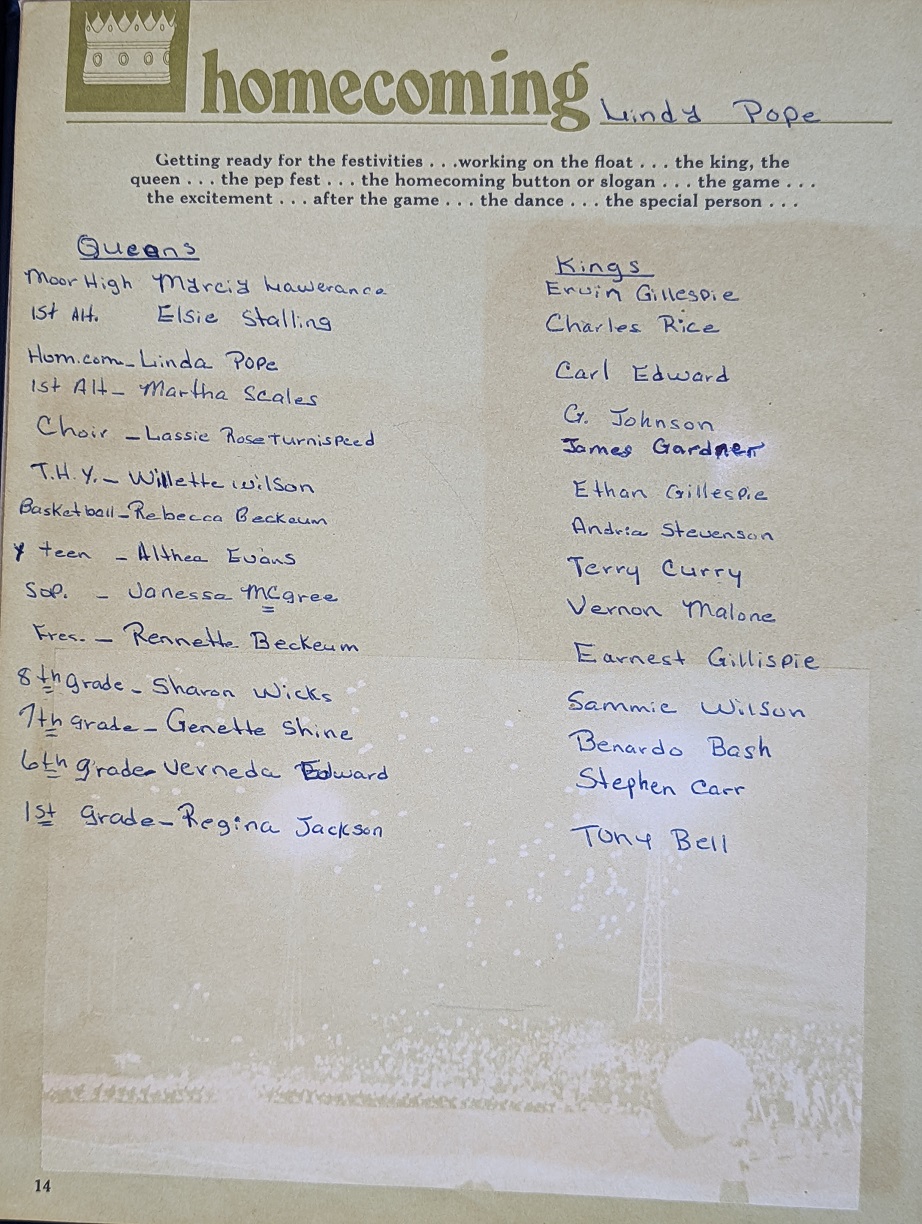 homecoming Lindy Pope
Getting ready for the festivities . . .working on the float . . . the king, the
queen . . . the pep fest . . . the homecoming button or slogan . . . the game . . .
the excitement . . . after the game . . . the dance . . . the special person . . .
Queens
Moor High Marcia Lawerance
1st Alt. Elsie Stalling
Hom.com- Linda Pope
1st Alt- Martha Scales
Choir - Lassie Rose turnispeed
T.H.Y.- Willette wilson
Basketball-Rebecca Beckeum
Y teen - Althea Evans
Sop. - Janessa McGree
Fres. - Rennette Beckeum
8th grade- Sharon Wicks
7th grade- Genette Shine
6th grade- Verneda Edward
1st grade-Regina Jackson
Kings
Ervin Gillespie
Charles Rice
Carl Edward
G. Johnson
James Gardner
Ethan Gillespie
Andria Stevenson
Terry Curry
Vernon Malone
Earnest Gillispie
Sammie Wilson
Benardo Bash
Stephen Carr
Tony Bell
14